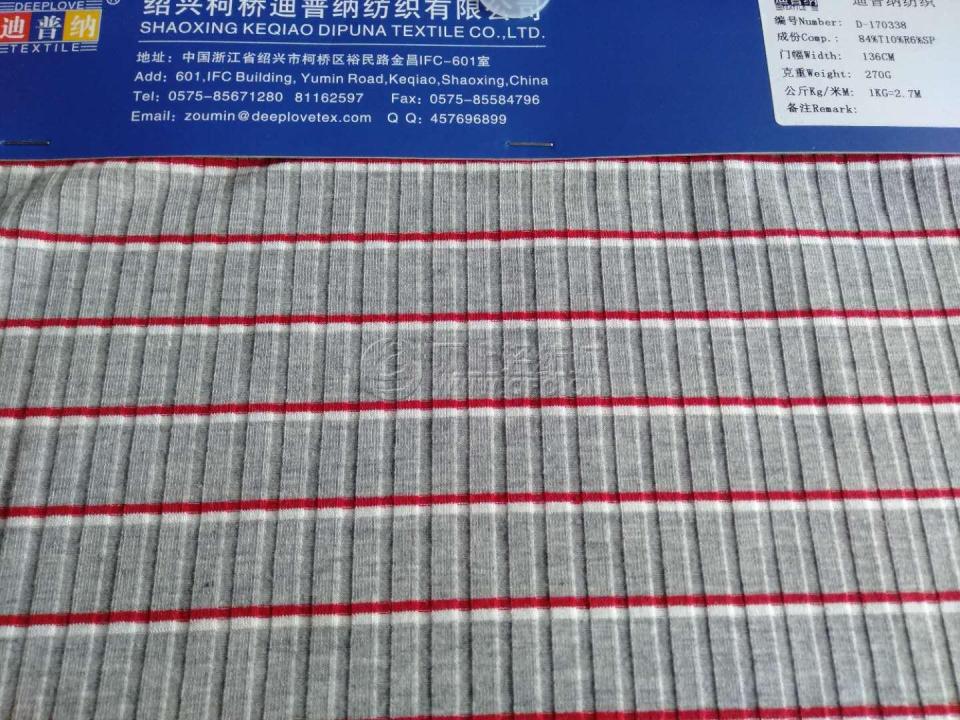 DEEPLOVE
迪普纳
TEXTILE
绍兴柯桥迪普纳纺织有限公司
SHAOXING KEQIAO DIPUNA TEXTILE CO.,LTD.
地址: 中国浙江省绍兴市柯桥区裕民路金昌IFC-601室
Add: 601,IFC Building, Yumin Road,Keqiao,Shaoxing,China
Tel: 0575-85671280 81162597 Fax: 0575-85584796
Email: zoumin@deeplovetex.com Q Q: 457696899
迪普纳纺织
编号Number: D-170338
成份Comp.: 84%T10%R6%SP
门幅Width: 136CM
克重Weight: 270G
公斤Kg/米M: 1KG=2.7M
备注Remark: